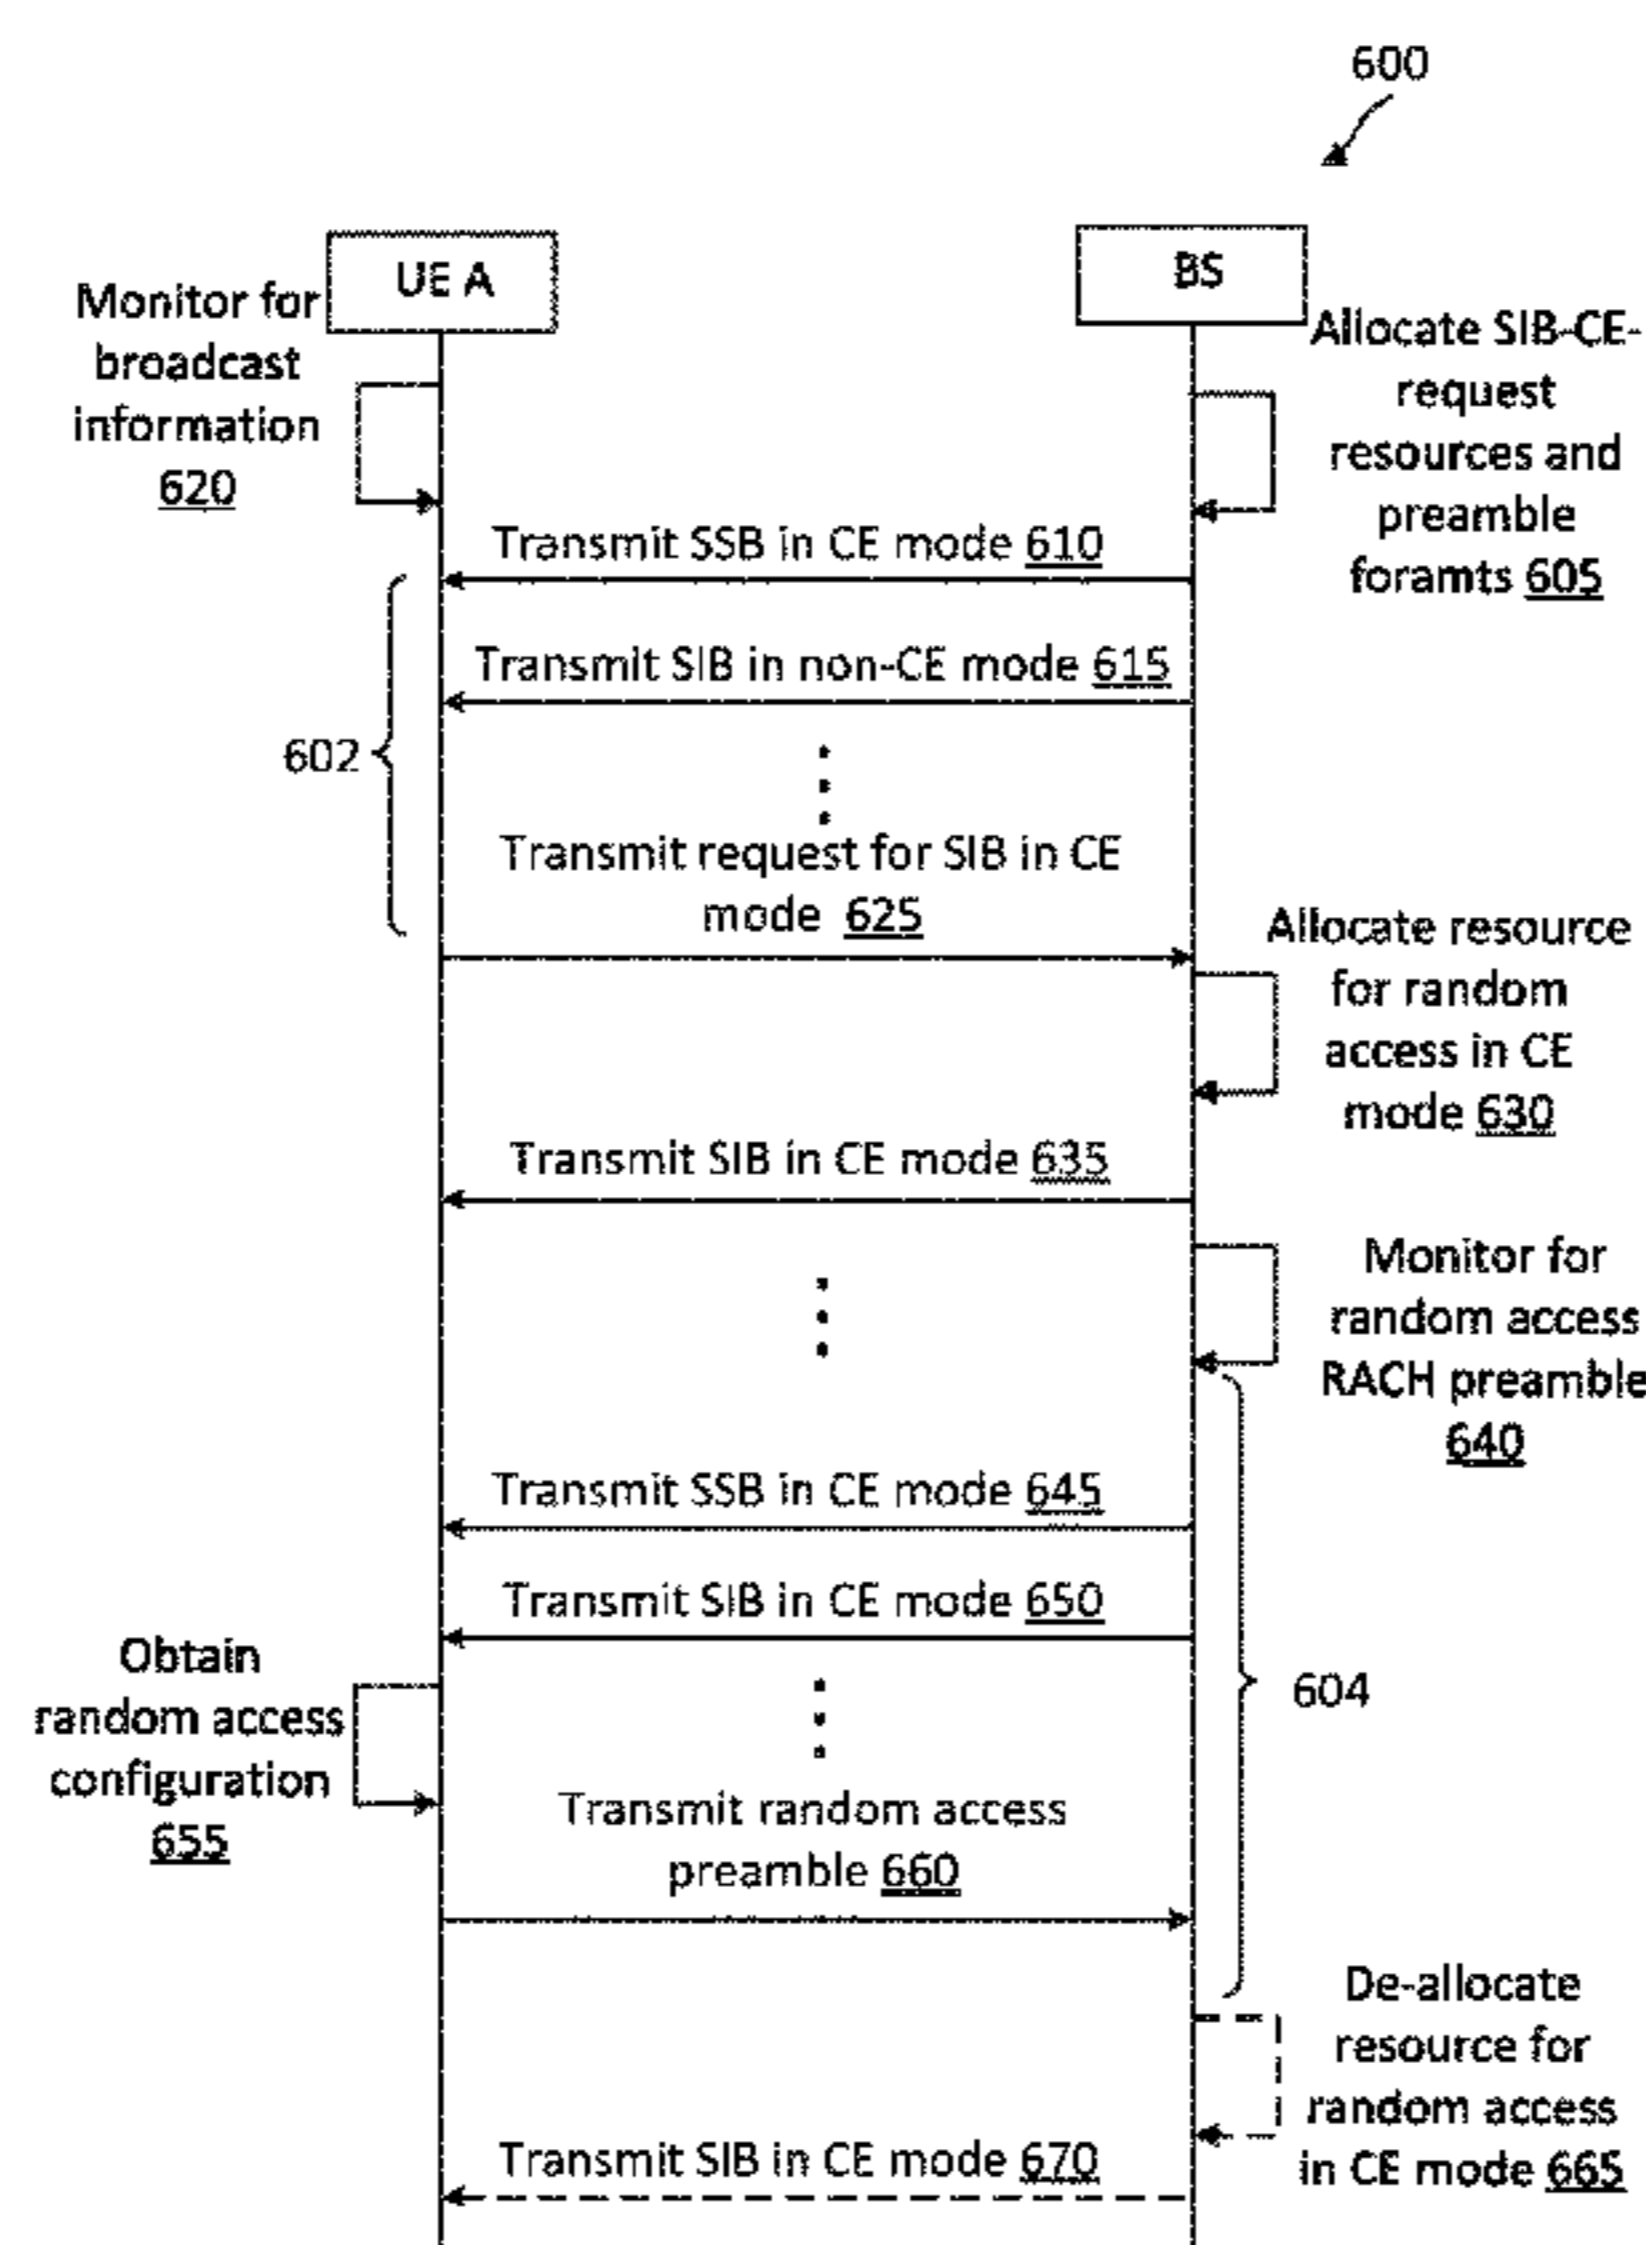 600
UE A
BS
Monitor for
broadcast
information
620
Allocate SIB-CE-
request
resources and
preamble
foramts 605
Transmit SSB in CE mode 610
Transmit SIB in non-CE mode 615
602
Transmit request for SIB in CE
mode 625
Allocate resource
for random
access in CE
mode 630
Transmit SIB in CE mode 635
Monitor for
random access
RACH preamble
640
Transmit SSB in CE mode 645
Transmit SIB in CE mode 650
Obtain
random access
configuration
655
604
Transmit random access
preamble 660
De-allocate
resource for
random access
in CE mode 665
Transmit SIB in CE mode 670